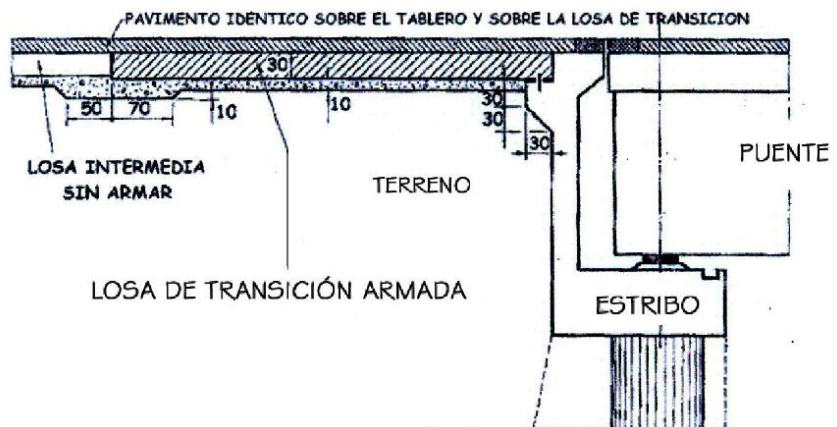 PAVIMENTO IDÉNTICO SOBRE EL TABLERO Y SOBRE LA LOSA DE TRANSICION
30
50
70
10
10
30
30
30
LOSA INTERMEDIA
SIN ARMAR
TERRENO
PUENTE
LOSA DE TRANSICIÓN ARMADA
ESTRIBO